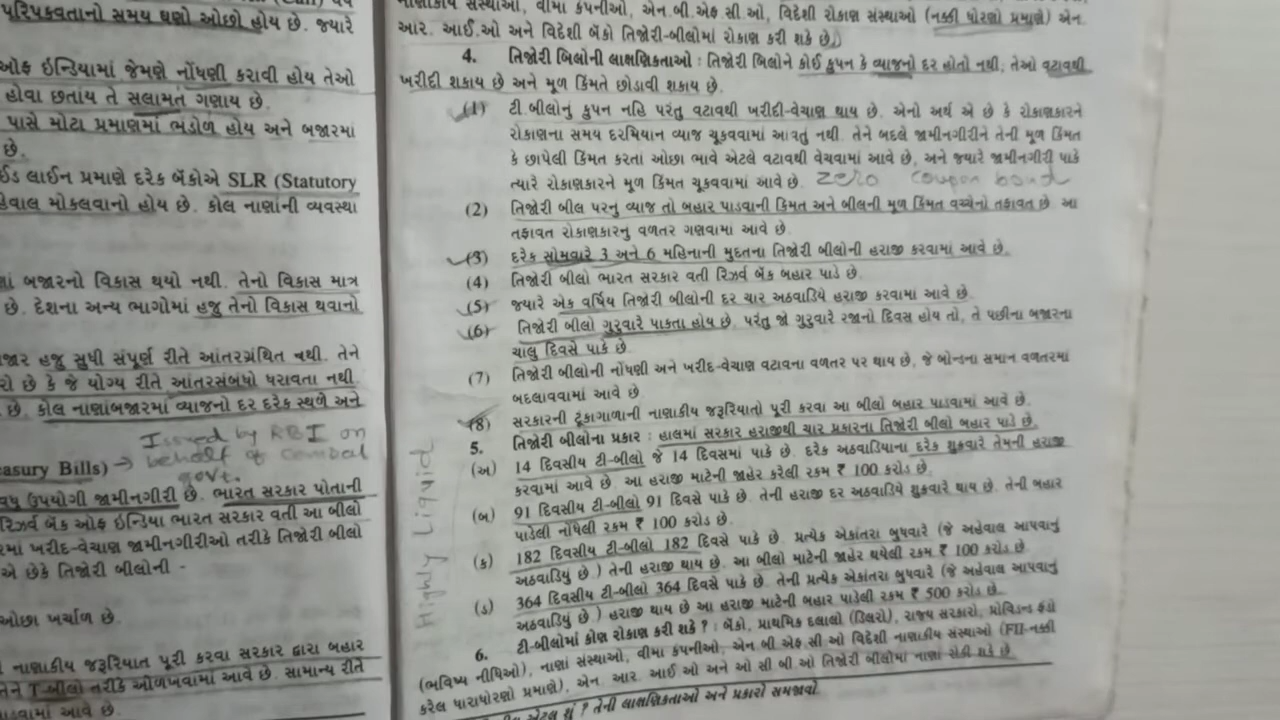 પરિપકવતાનો સમય ઘણો ઓછો હોય છે. જ્યારે
ઓફ ઇન્ડિયામાં જેમણે નોંધણી કરાવી હોય તેઓ
હોવા છતાય તે સલામત ગણાય છે.
પાસે મોટા પ્રમાણમાં ભંડોળ હોય અને બજારમાં
છે.
ઈડ લાઈન પ્રમાણે દરેક બેંકોએ SLR (Statutory
હેવાલ મોકલવાનો હોય છે. કોલ નાણાંની વ્યવસ્થા
ાં બજારનો વિકાસ થયો નથી. તેનો વિકાસ માત્ર
છે. દેશના અન્ય ભાગોમાં હજુ તેનો વિકાસ થવાનો
જાર હજુ સુધી સંપૂર્ણ રીતે આંતરગ્રંથિત નથી. તેને
રો છે કે જે યોગ્ય રીતે આંતરસંબંધો ધરાવતા નથી
છે. કોલ નાણાંબજારમાં વ્યાજનો દર દરેક સ્થળે અને
Issued by RBI on
easury Bills) → behalf of central
govt.
વધુ ઉપયોગી જામીનગીરી છે. ભારત સરકાર પોતાની
રિઝર્વ બેંક ઓફ ઇન્ડિયા ભારત સરકાર વતી આ બીલો
રમાં ખરીદ-વેચાણ જામીનગીરીઓ તરીકે તિજોરી બીલો
એ છેકે તિજોરી બીલોની -
ઓછા ખર્ચાળ છે.
નાણાકીય જરૂરિયાત પૂરી કરવા સરકાર દ્વારા બહાર
તેને T-બીલો તરીકે ઓળખવામાં આવે છે. સામાન્ય રીતે
પાડવામાં આવે છે.
નાણાકીય સંસ્થાઓ, વીમા કંપનીઓ, એન.બી.એફ.સી.ઓ, વિદેશી રોકાણ સંસ્થાઓ (નક્કી ધોરણો પ્રમાણે) એન.
આર. આઈ.ઓ અને વિદેશી બેંકો તિજોરી-બીલોમાં રોકાણ કરી શકે છે.)
4. તિજોરી બિલોની લાક્ષણિકતાઓ : તિજોરી બિલોને કોઈ કુપન કે વ્યાજનો દર હોતો નથી, તેઓ વટાવથી
ખરીદી શકાય છે અને મૂળ કિંમતે છોડાવી શકાય છે.
(1) ટી.બીલોનું કુપન નહિ પરંતુ વટાવથી ખરીદી-વેચાણ થાય છે. એનો અર્થ એ છે કે રોકાણકારને
રોકાણના સમય દરમિયાન વ્યાજ ચૂકવવામાં આવતું નથી. તેને બદલે જામીનગીરીને તેની મૂળ કિંમત
કે છાપેલી કિંમત કરતા ઓછા ભાવે એટલે વટાવથી વેચવામાં આવે છે, અને જ્યારે જામીનગીરી પાકે
ત્યારે રોકાણકારને મૂળ કિંમત ચૂકવવામાં આવે છે. Zero coupon bond
(2) તિજોરી બીલ પરનુ વ્યાજ તો બહાર પાડવાની કિંમત અને બીલની મૂળ કિંમત વચ્ચેનો તફાવત છે. આ
તફાવત રોકાણકારનુ વળતર ગણવામાં આવે છે.
(3) દરેક સોમવારે 3 અને 6 મહિનાની મુદતના તિજોરી બીલોની હરાજી કરવામાં આવે છે.
(4) તિજોરી બીલો ભારત સરકાર વતી રિઝર્વ બેંક બહાર પાડે છે.
(5) જ્યારે એક વર્ષિય તિજોરી બીલોની દર ચાર અઠવાડિયે હરાજી કરવામાં આવે છે.
(6) તિજોરી બીલો ગુરુવારે પાકતા હોય છે. પરંતુ જો ગુરુવારે રજાનો દિવસ હોય તો, તે પછીના બજારના
ચાલુ દિવસે પાકે છે.
(7) તિજોરી બીલોની નોંધણી અને ખરીદ-વેચાણ વટાવના વળતર પર થાય છે, જે બોન્ડના સમાન વળતરમાં
બદલાવવામાં આવે છે.
(8) સરકારની ટૂંકાગાળાની નાણાકીય જરૂરિયાતો પૂરી કરવા આ બીલો બહાર પાડવામાં આવે છે.
5. તિજોરી બીલોના પ્રકાર : હાલમાં સરકાર હરાજીથી ચાર પ્રકારના તિજોરી બીલો બહાર પાડે છે.
(અ) 14 દિવસીય ટી-બીલો જે 14 દિવસમાં પાકે છે. દરેક અઠવાડિયાના દરેક શુક્રવારે તેમની હરાજી
કરવામાં આવે છે. આ હરાજી માટેની જાહેર કરેલી રકમ ₹ 100 કરોડ છે.
(બ) 91 દિવસીય ટી-બીલો 91 દિવસે પાકે છે. તેની હરાજી દર અઠવાડિયે શુક્રવારે થાય છે. તેની બહાર
પાડેલી નોંધેલી રકમ ₹ 100 કરોડ છે.
(ક) 182 દિવસીય ટી-બીલો 182 દિવસે પાકે છે. પ્રત્યેક એકાંતરા બુધવારે (જે અહેવાલ આપવાનું
અઠવાડિયું છે.) તેની હરાજી થાય છે. આ બીલો માટેની જાહેર થયેલી રકમ ₹ 100 કરોડ છે
(ડ) 364 દિવસીય ટી-બીલો 364 દિવસે પાકે છે. તેની પ્રત્યેક એકાંતરા બુધવારે (જે અહેવાલ આપવાનું
અઠવાડિયું છે.) હરાજી થાય છે આ હરાજી માટેની બહાર પાડેલી રકમ ₹ 500 કરોડ છે.
6. ટી-બીલોમાં કોણ રોકાણ કરી શકે? : બેંકો, પ્રાથમિક દલાલો (ડિલરો), રાજ્ય સરકારો, પ્રોવિડન્ડ ફંડો
(ભવિષ્ય નીધિઓ), નાણાં સંસ્થાઓ, વીમા કંપનીઓ, એન બી એફ સી ઓ વિદેશી નાણાકીય સંસ્થાઓ (FII-નક્કી
કરેલ ધારાધોરણો પ્રમાણે), એન. આર. આઈ ઓ અને ઓ સી બી ઓ તિજોરી બીલોમાં નાણાં રોકી શકે છે
એટલે શું ? તેની લાક્ષણિકતાઓ અને પ્રકારો સમજાવો.
Highly Liquid